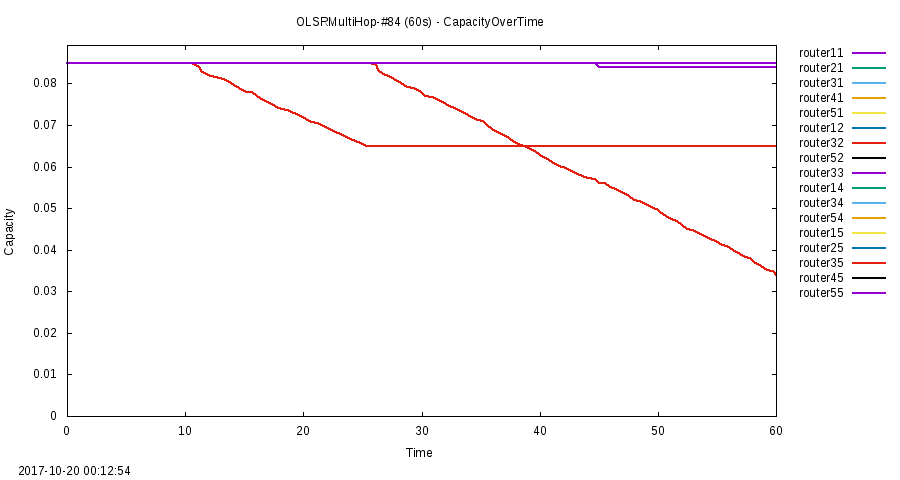 OLSRMultiHop-#84 (60s) - CapacityOverTime
router11
router21
router31
router41
router51
router12
router32
router52
router33
router14
router34
router54
router15
router25
router35
router45
router55
Capacity
0.08
0.07
0.06
0.05
0.04
0.03
0.02
0.01
0
0 10 20 30 40 50 60
Time
2017-10-20 00:12:54